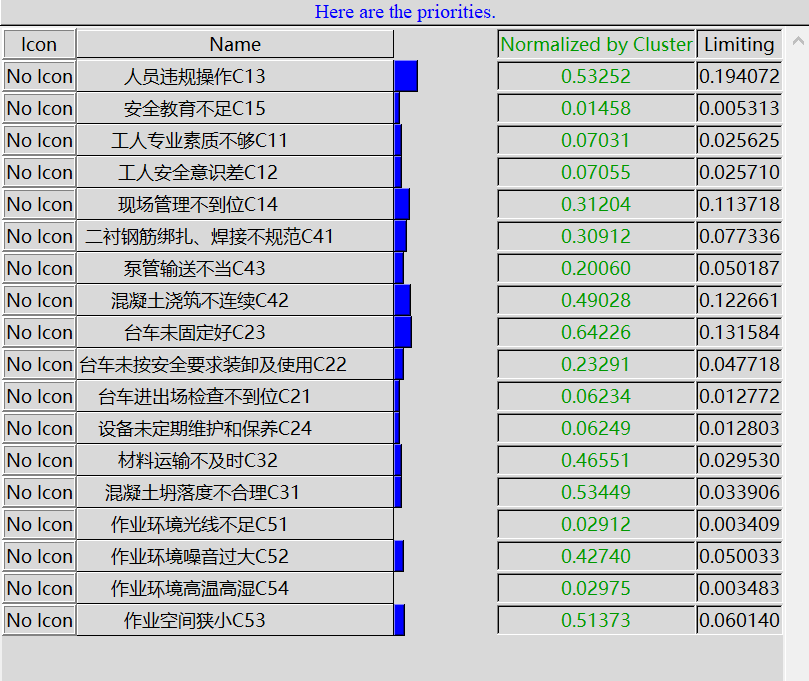 Here are the priorities.
Icon Name Normalized by Cluster Limiting
No Icon 人员违规操作C13 0.53252 0.194072
No Icon 安全教育不足C15 0.01458 0.005313
No Icon 工人专业素质不够C11 0.07031 0.025625
No Icon 工人安全意识差C12 0.07055 0.025710
No Icon 现场管理不到位C14 0.31204 0.113718
No Icon 二衬钢筋绑扎、焊接不规范C41 0.30912 0.077336
No Icon 泵管输送不当C43 0.20060 0.050187
No Icon 混凝土浇筑不连续C42 0.49028 0.122661
No Icon 台车未固定好C23 0.64226 0.131584
No Icon 台车未按安全要求装卸及使用C22 0.23291 0.047718
No Icon 台车进出场检查不到位C21 0.06234 0.012772
No Icon 设备未定期维护和保养C24 0.06249 0.012803
No Icon 材料运输不及时C32 0.46551 0.029530
No Icon 混凝土坍落度不合理C31 0.53449 0.033906
No Icon 作业环境光线不足C51 0.02912 0.003409
No Icon 作业环境噪音过大C52 0.42740 0.050033
No Icon 作业环境高温高湿C54 0.02975 0.003483
No Icon 作业空间狭小C53 0.51373 0.060140